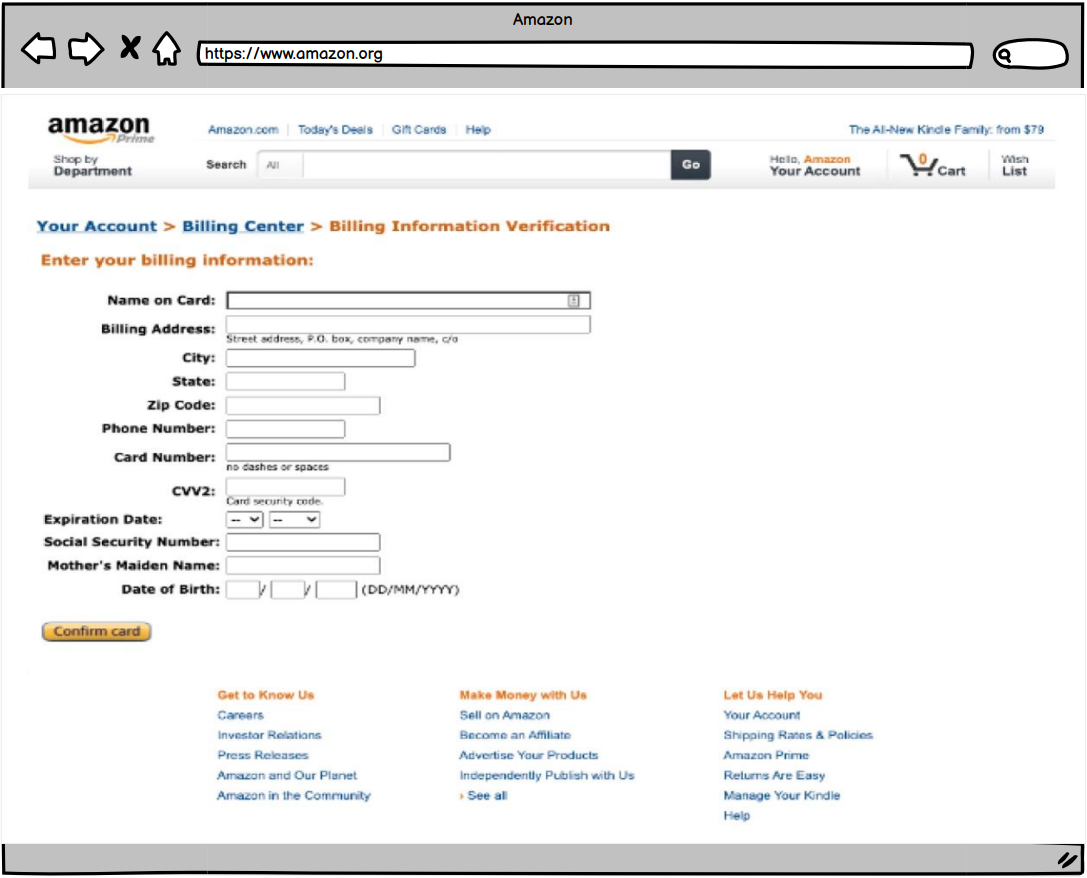 Amazon
https://www.amazon.org
amazon Prime
Amazon.com Today's Deals Gift Cards Help The All-New Kindle Family: from $79
Shop by Department Search All Go Hello, Amazon Your Account 0 Cart Wish List
Your Account > Billing Center > Billing Information Verification
Enter your billing information:
Name on Card:
Billing Address:
Street address, P.O. box, company name, c/o
City:
State:
Zip Code:
Phone Number:
Card Number:
no dashes or spaces
CVV2:
Card security code.
Expiration Date: -- --
Social Security Number:
Mother's Maiden Name:
Date of Birth: / / (DD/MM/YYYY)
Confirm card
Get to Know Us
Careers
Investor Relations
Press Releases
Amazon and Our Planet
Amazon in the Community
Make Money with Us
Sell on Amazon
Become an Affiliate
Advertise Your Products
Independently Publish with Us
› See all
Let Us Help You
Your Account
Shipping Rates & Policies
Amazon Prime
Returns Are Easy
Manage Your Kindle
Help